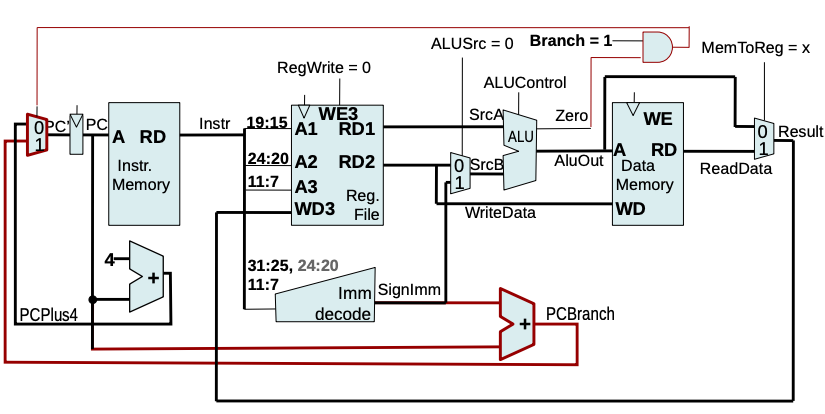 Branch = 1
ALUSrc = 0
MemToReg = x
RegWrite = 0
ALUControl
0
1
PC'
PC
A RD
Instr.
Memory
Instr
19:15
24:20
11:7
WE3
A1 RD1
A2 RD2
A3
WD3
Reg.
File
SrcA
0
1
SrcB
ALU
Zero
AluOut
WriteData
WE
A RD
Data
Memory
WD
ReadData
0
1
Result
4
+
PCPlus4
31:25, 24:20
11:7
Imm
decode
SignImm
+
PCBranch